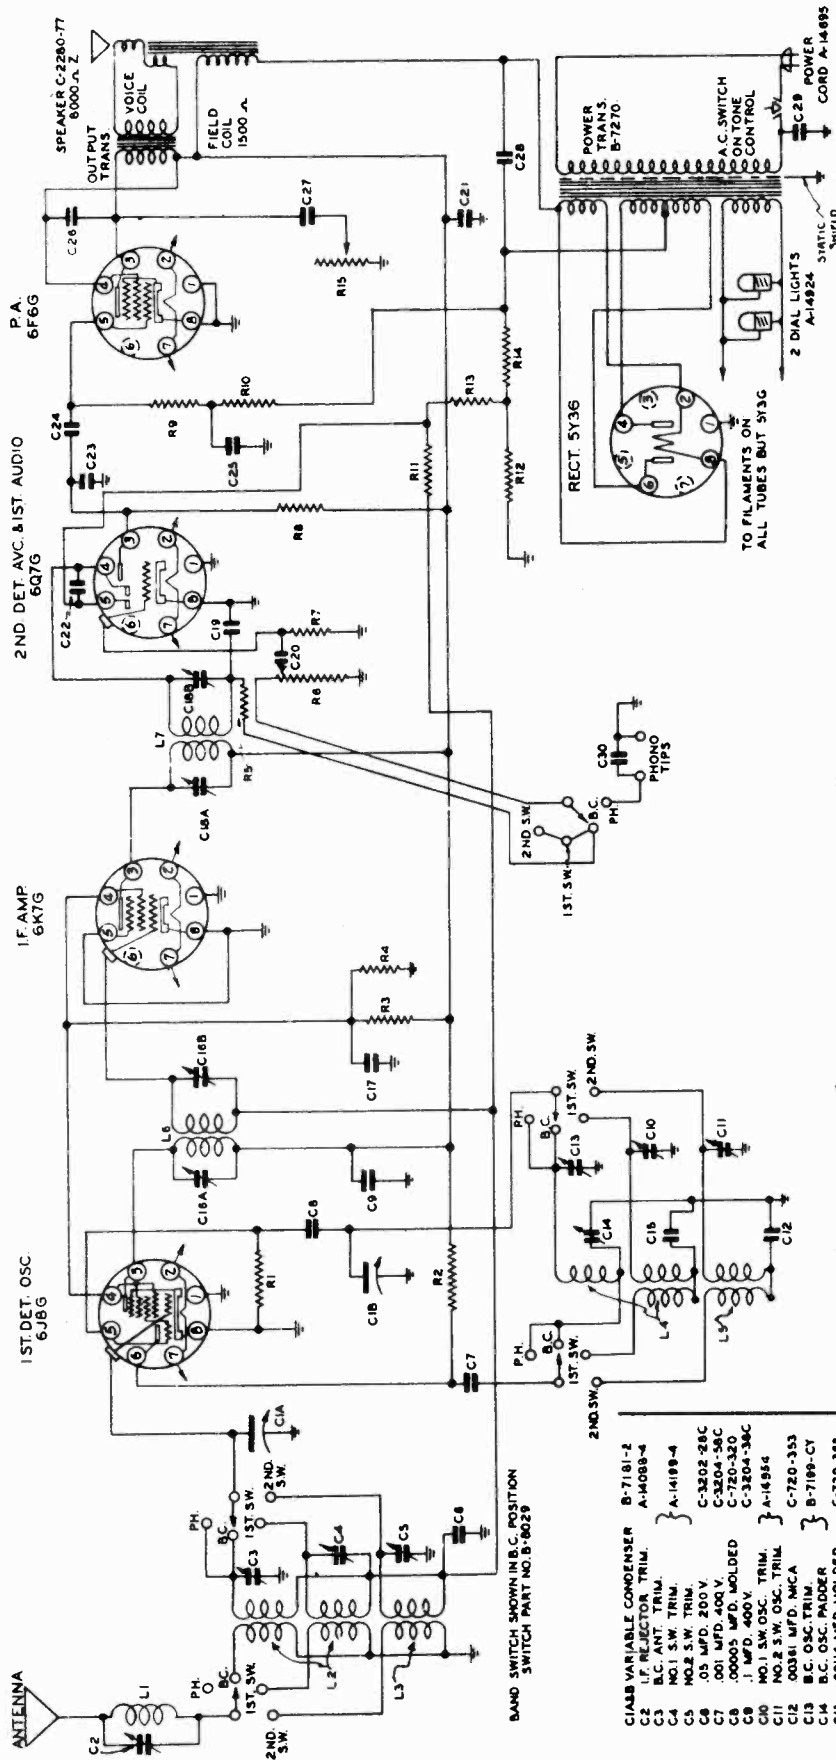 SPEAKER C-2280-77
8000 Ω Z
VOICE
COIL
OUTPUT
TRANS.
FIELD
COIL
1500 Ω
P.A.
6F6G
C26
C27
R15
C21
C28
POWER
TRANS.
B-7270
A.C. SWITCH
ON TONE
CONTROL
POWER
CORD A-14695
C29
STATIC
SHIELD
2 DIAL LIGHTS
A-14924
RECT. 5Y3G
TO FILAMENTS ON
ALL TUBES BUT 5Y3G
2ND. DET. AVC. & IST. AUDIO
6Q7G
C22
C23
C24
R9
R10
C25
R8
R11
R13
R14
R12
C19
C20
R7
R6
R5
L7
C18B
C18A
I.F. AMP.
6K7G
2ND S.W.
1ST. S.W.
B.C.
PH.
C30
PHONO
TIPS
L6
C16B
C16A
C17
R3
R4
C9
1ST. DET. OSC.
6J8G
R1
C8
C1B
R2
C7
P.H.
B.C.
1ST. S.W.
2ND. S.W.
P.H.
B.C.
1ST. SW.
2ND. SW.
C13
C10
C11
C14
C15
C12
L4
L5
ANTENNA
C2
L1
PH.
B.C.
1ST. SW.
2ND.
S.W.
PH.
B.C.
1ST. S.W.
2ND.
S.W.
C1A
C3
C4
C5
C6
L2
L3
BAND SWITCH SHOWN IN B.C. POSITION
SWITCH PART NO. B-8029
C1A&B VARIABLE CONDENSER B-7181-2
C2 I.F. REJECTOR TRIM. A-14088-4
C3 B.C. ANT. TRIM.
C4 NO.1 S.W. TRIM. } A-14199-4
C5 NO.2 S.W. TRIM.
C6 .05 MFD. 200 V. C-3202-28C
C7 .001 MFD. 400 V. C-3204-58C
C8 .00005 MFD. MOLDED C-720-320
C9 .1 MFD. 400 V. C-3204-38C
C10 NO.1 S.W. OSC. TRIM. } A-14954
C11 NO.2 S.W. OSC. TRIM.
C12 .00361 MFD. MICA C-720-353
C13 B.C. OSC. TRIM. } B-7199-CY
C14 B.C. OSC. PADDER